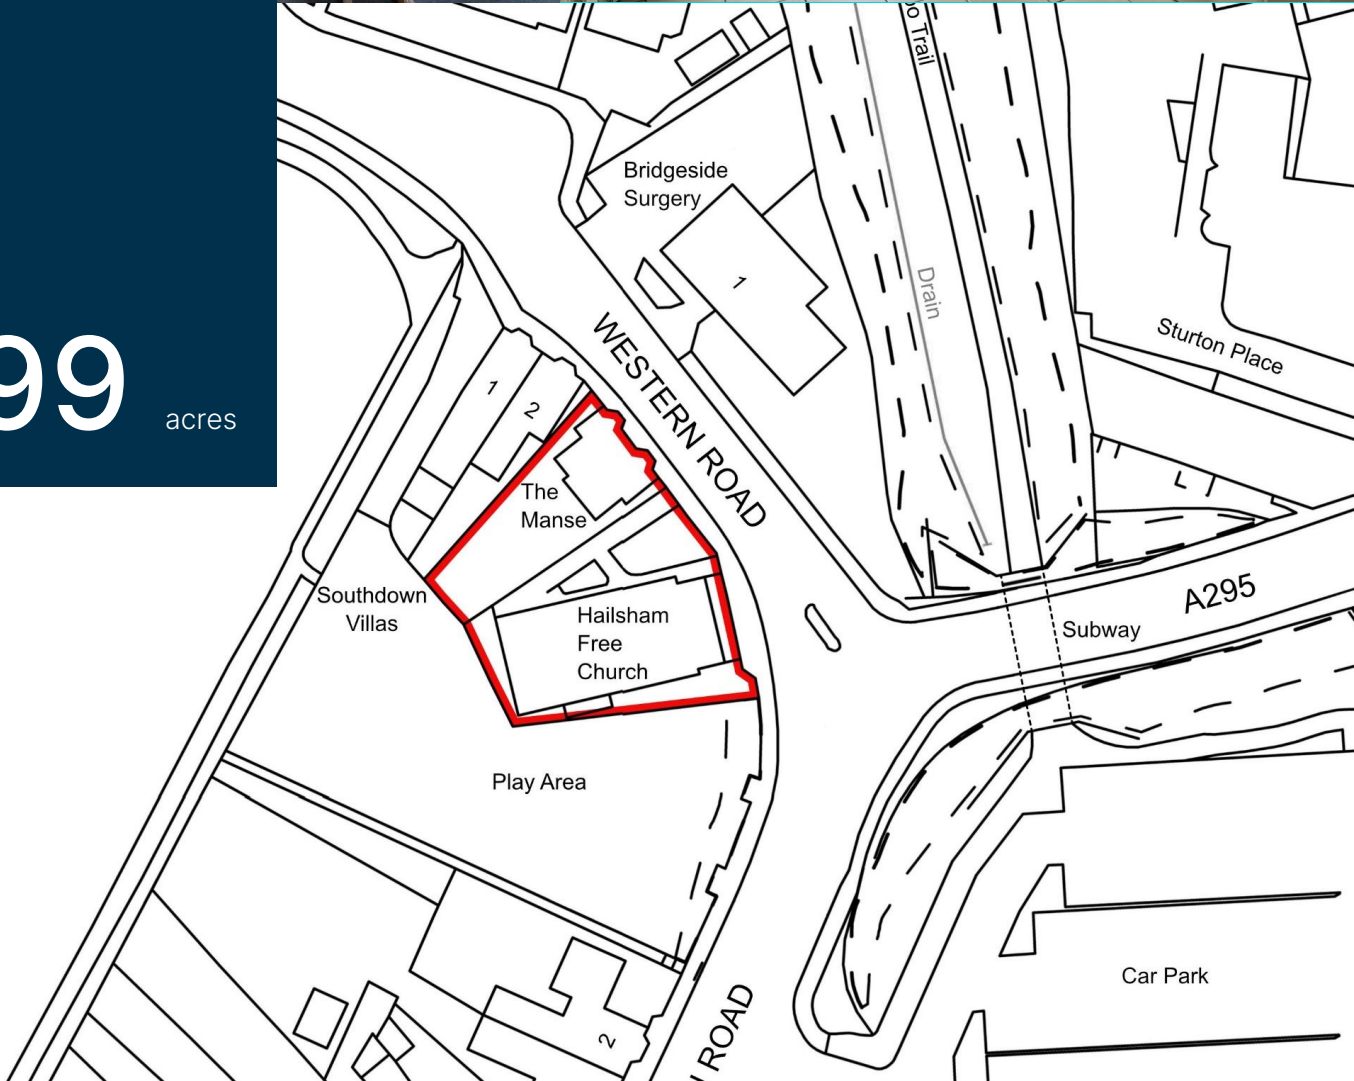 99 acres
Trail
Bridgeside
Surgery
1
Drain
Sturton Place
WESTERN ROAD
1
2
The
Manse
A295
Southdown
Villas
Hailsham
Free
Church
Subway
Play Area
Car Park
ROAD
2